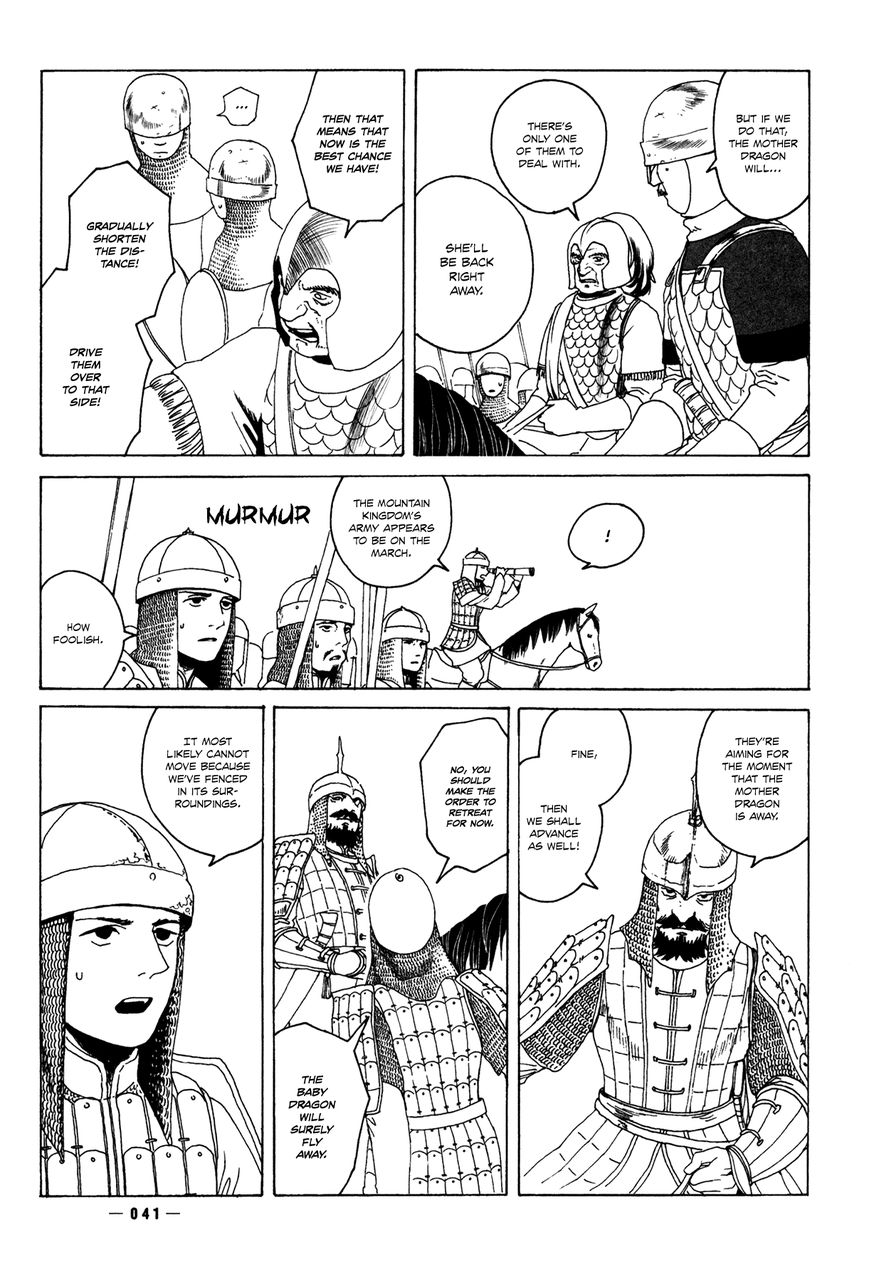 BUT IF WE
DO THAT,
THE MOTHER
DRAGON
WILL...
THERE'S
ONLY ONE
OF THEM TO
DEAL WITH.
SHE'LL
BE BACK
RIGHT
AWAY.
THEN THAT
MEANS THAT
NOW IS THE
BEST CHANCE
WE HAVE!
...
GRADUALLY
SHORTEN
THE DIS-
TANCE!
DRIVE
THEM
OVER
TO THAT
SIDE!
!
THE MOUNTAIN
KINGDOM'S
ARMY APPEARS
TO BE ON THE
MARCH.
MURMUR
HOW
FOOLISH.
THEY'RE
AIMING FOR
THE MOMENT
THAT THE
MOTHER
DRAGON
IS AWAY.
FINE,
THEN
WE SHALL
ADVANCE
AS WELL!
NO, YOU
SHOULD
MAKE THE
ORDER TO
RETREAT
FOR NOW.
THE
BABY
DRAGON
WILL
SURELY
FLY
AWAY.
IT MOST
LIKELY CANNOT
MOVE BECAUSE
WE'VE FENCED
IN ITS SUR-
ROUNDINGS.
— 041 —